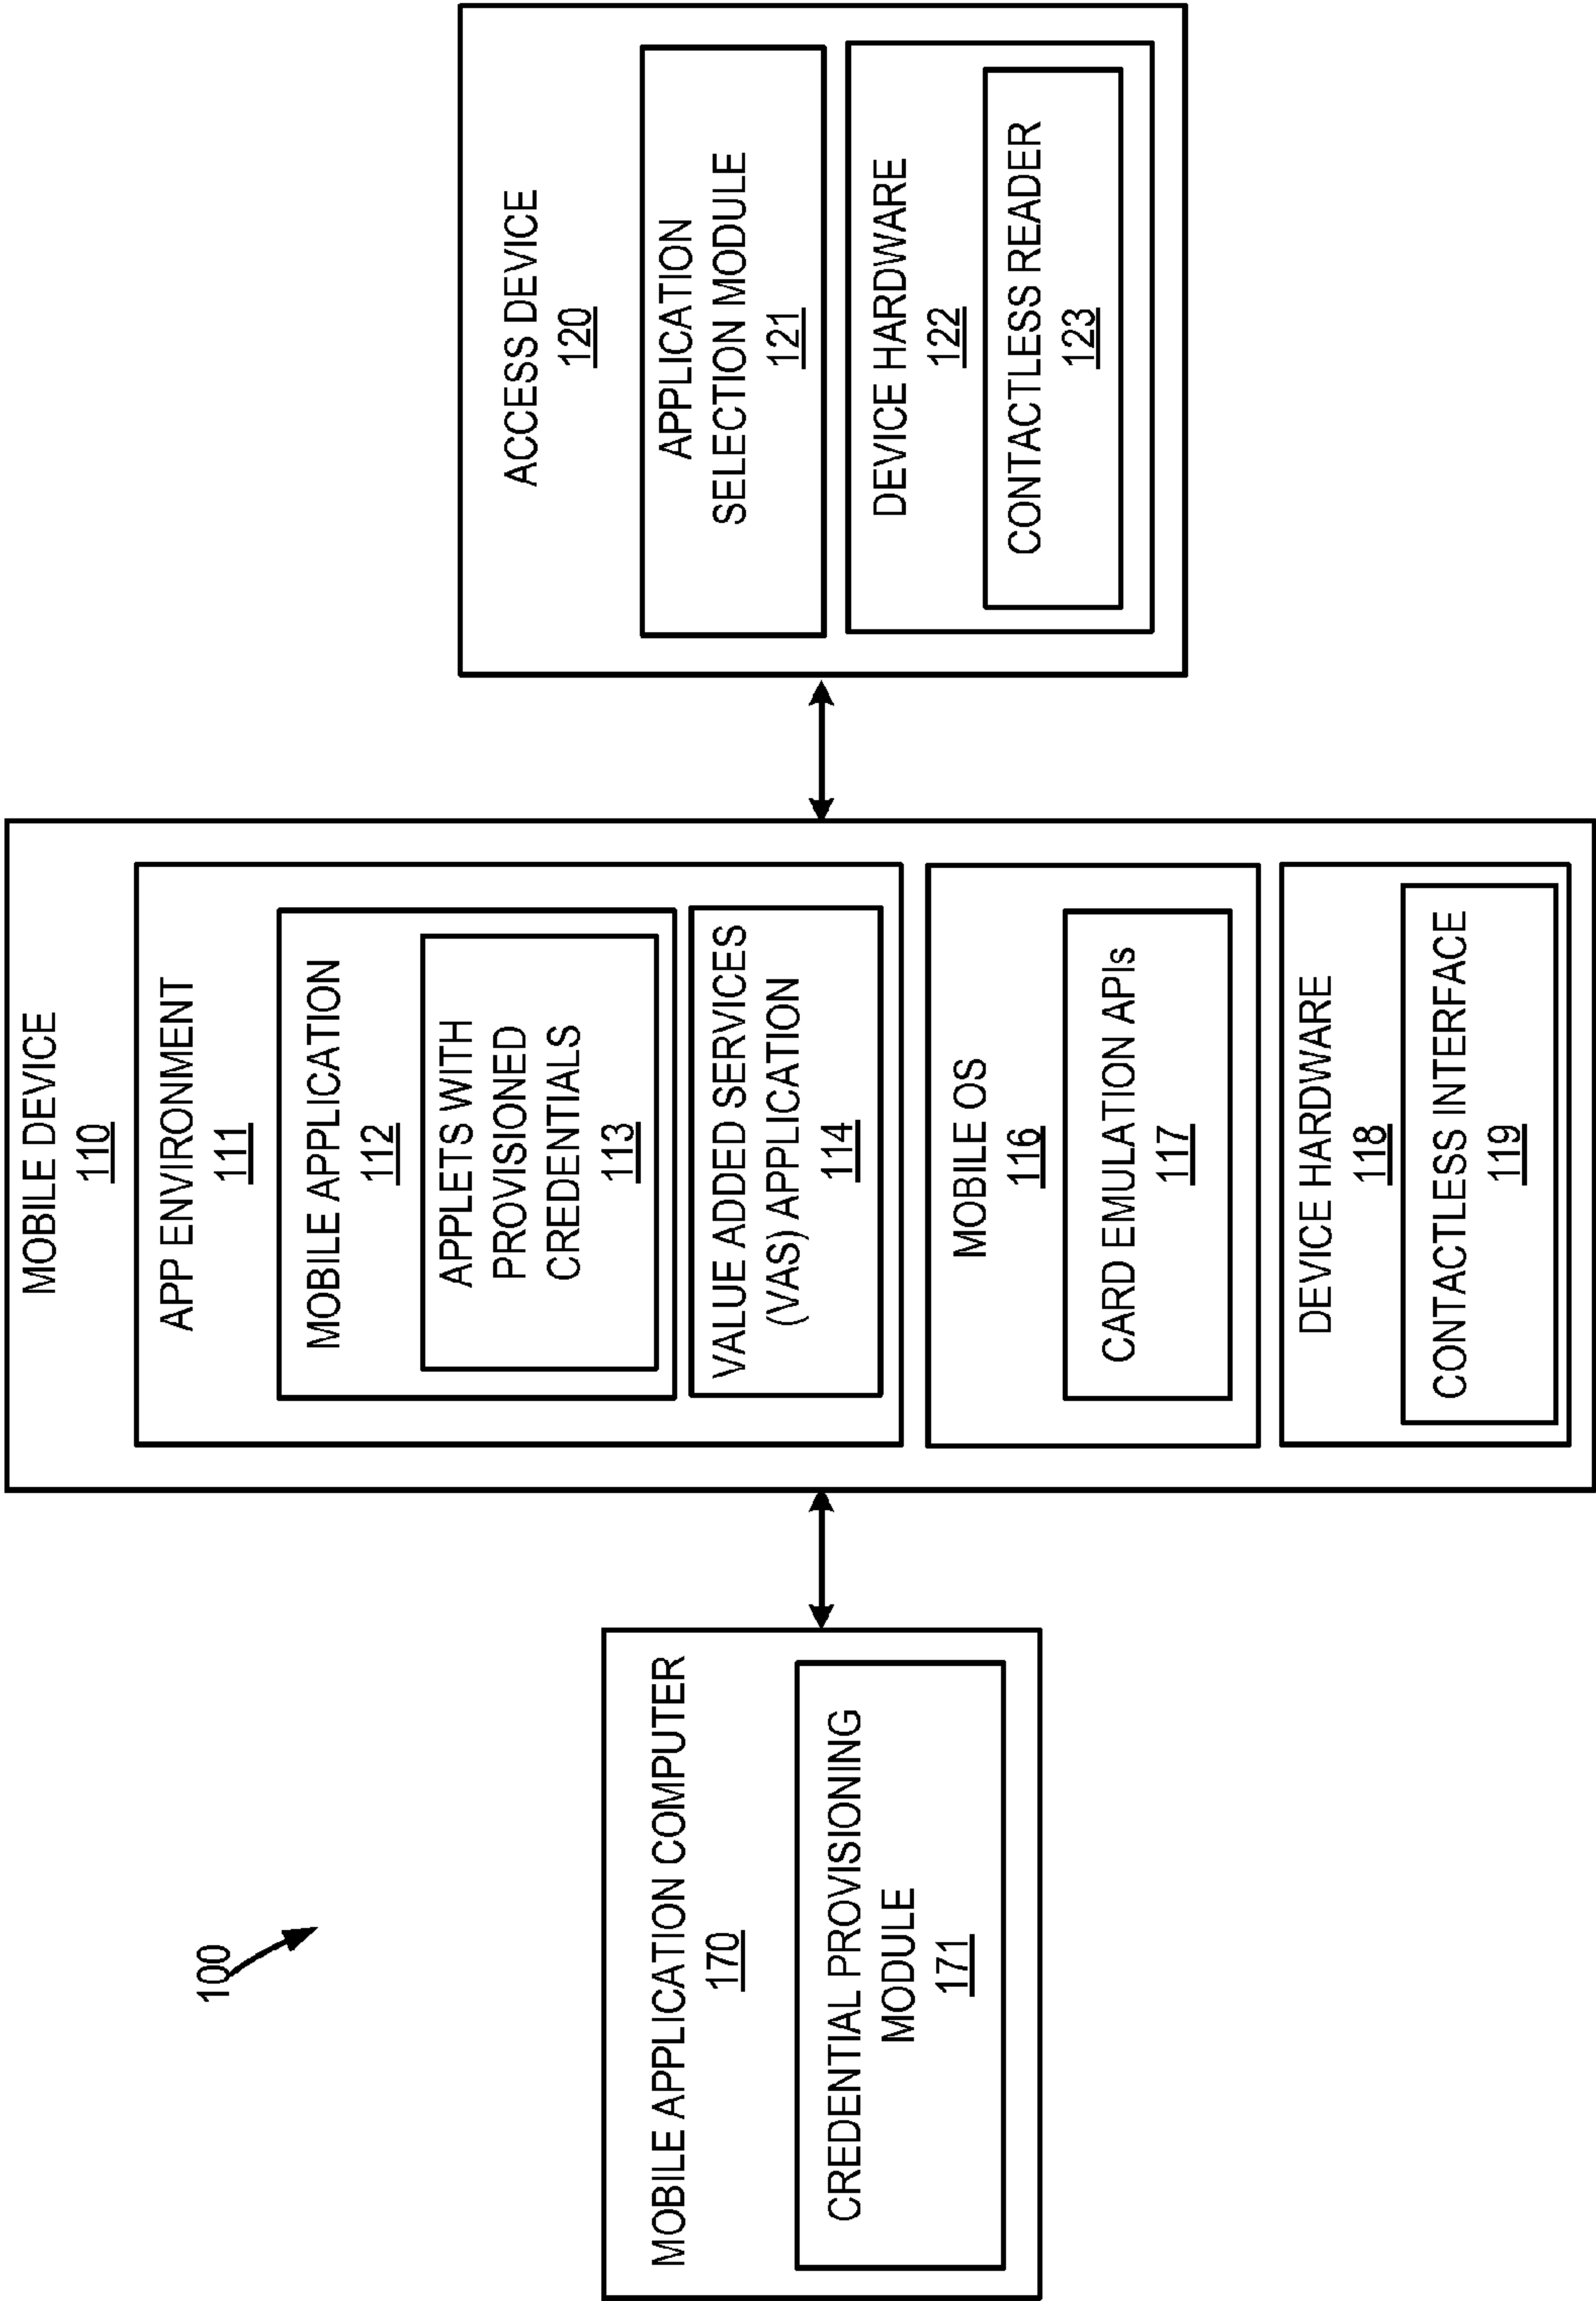 100
MOBILE APPLICATION COMPUTER
170
CREDENTIAL PROVISIONING
MODULE
171
MOBILE DEVICE
110
APP ENVIRONMENT
111
MOBILE APPLICATION
112
APPLETS WITH
PROVISIONED
CREDENTIALS
113
VALUE ADDED SERVICES
(VAS) APPLICATION
114
MOBILE OS
116
CARD EMULATION APIs
117
DEVICE HARDWARE
118
CONTACTLESS INTERFACE
119
ACCESS DEVICE
120
APPLICATION
SELECTION MODULE
121
DEVICE HARDWARE
122
CONTACTLESS READER
123